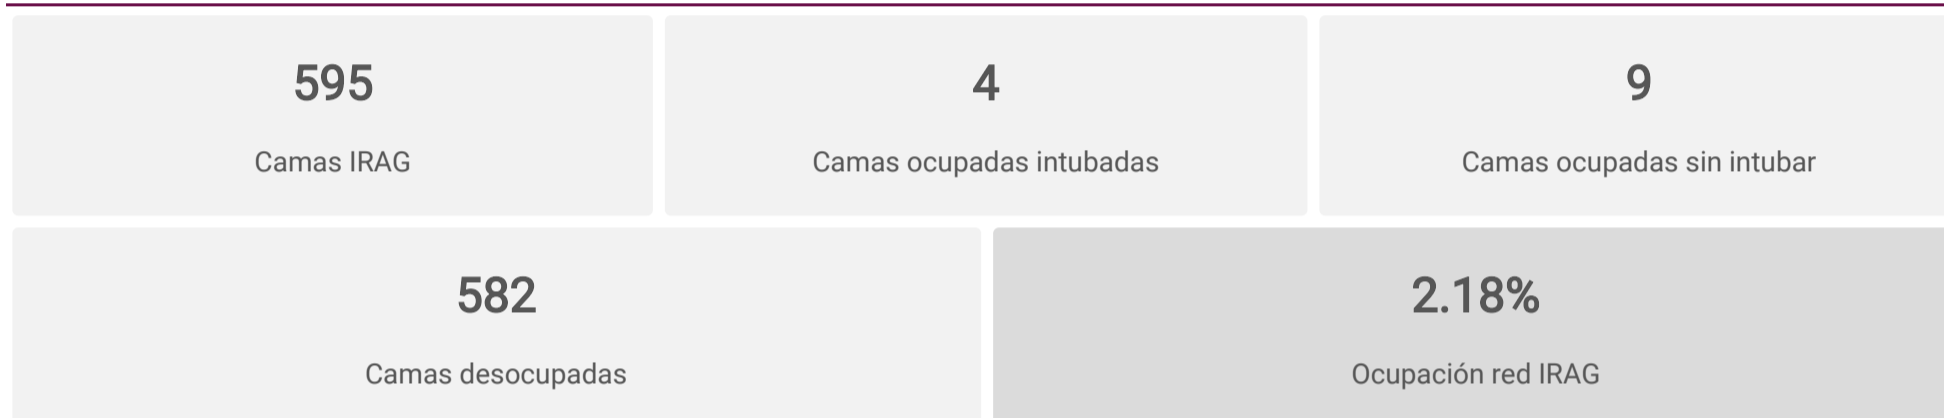 595
Camas IRAG
4
Camas ocupadas intubadas
9
Camas ocupadas sin intubar
582
Camas desocupadas
2.18%
Ocupación red IRAG